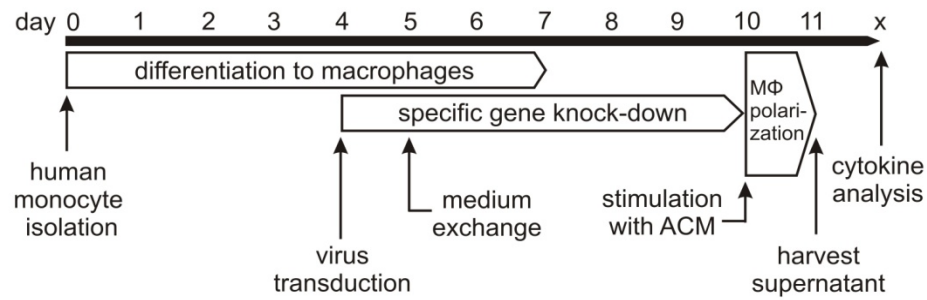 day 0 1 2 3 4 5 6 7 8 9 10 11 x
differentiation to macrophages
specific gene knock-down
MΦ
polari-
zation
human
monocyte
isolation
virus
transduction
medium
exchange
stimulation
with ACM
harvest
supernatant
cytokine
analysis